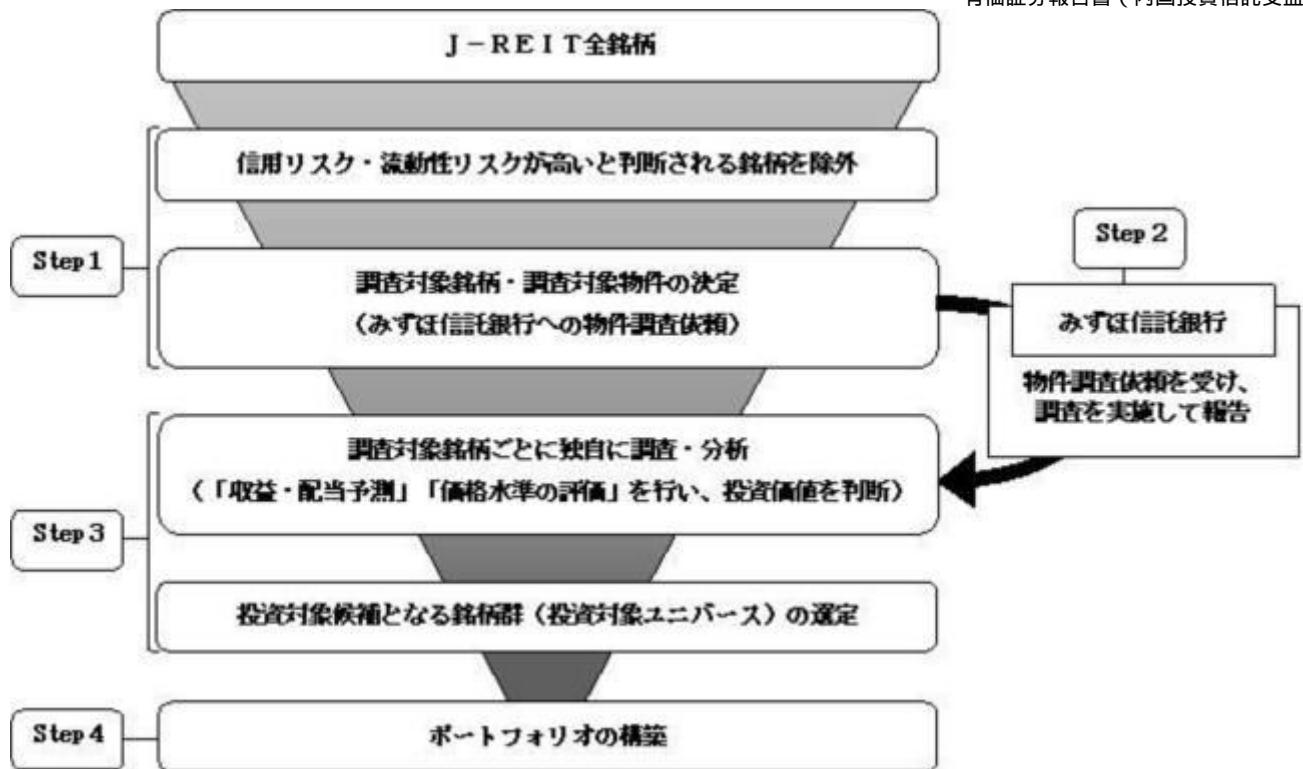 J－REIT全銘柄
信用リスク・流動性リスクが高いと判断される銘柄を除外
Step1
調査対象銘柄・調査対象物件の決定
（みずほ信託銀行への物件調査依頼）
Step2
みずほ信託銀行
物件調査依頼を受け、
調査を実施して報告
Step3
調査対象銘柄ごとに独自に調査・分析
（「収益・配当予測」「価格水準の評価」を行い、投資価値を判断）
投資対象候補となる銘柄群（投資対象ユニバース）の選定
Step4
ポートフォリオの構築